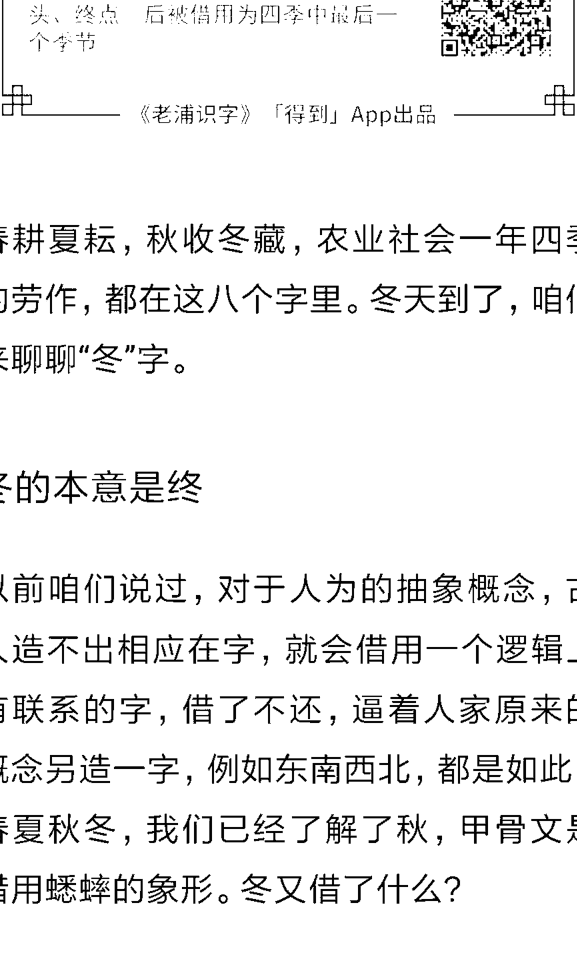 头、终点 后被借用为四季中最后一
个季节
《老浦识字》「得到」App出品
春耕夏耘，秋收冬藏，农业社会一年四季
的劳作，都在这八个字里。冬天到了，咱们
来聊聊“冬”字。
冬的本意是终
以前咱们说过，对于人为的抽象概念，古
人造不出相应在字，就会借用一个逻辑上
有联系的字，借了不还，逼着人家原来的
概念另造一字，例如东南西北，都是如此
春夏秋冬，我们已经了解了秋，甲骨文是
借用蟋蟀的象形。冬又借了什么？